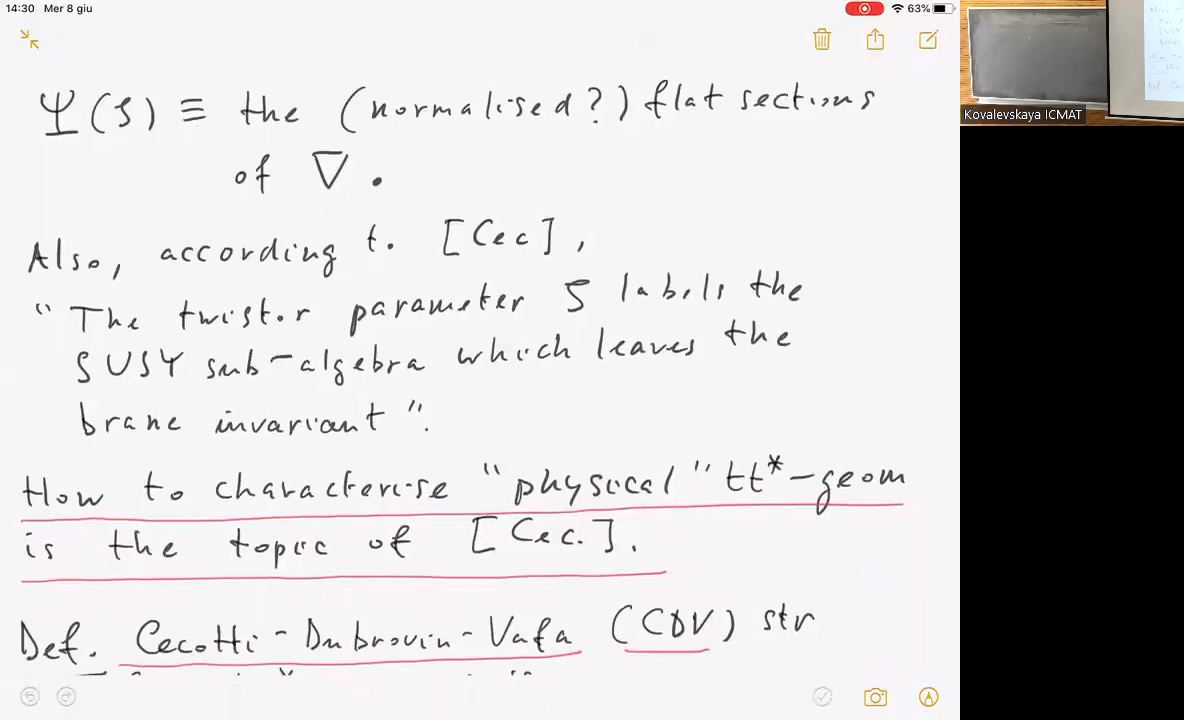 14:30 Mer 8 giu
63%
Ψ(ζ) ≡ the (normalised?) flat sections
of ∇.
Also, according to [Cec],
"The twistor parameter ζ labels the
SUSY sub-algebra which leaves the
brane invariant".
How to characterise "physical" tt*-geom
is the topic of [Cec.].
Def. Cecotti-Dubrovin-Vafa (CDV) str
Kovalevskaya ICMAT